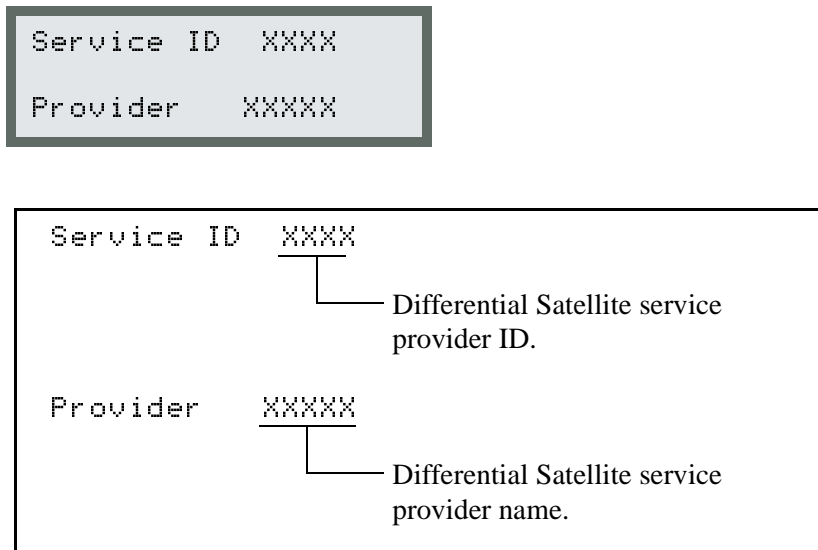 Service ID XXXX
Provider XXXXX
Service ID XXXX
Differential Satellite service
provider ID.
Provider XXXXX
Differential Satellite service
provider name.